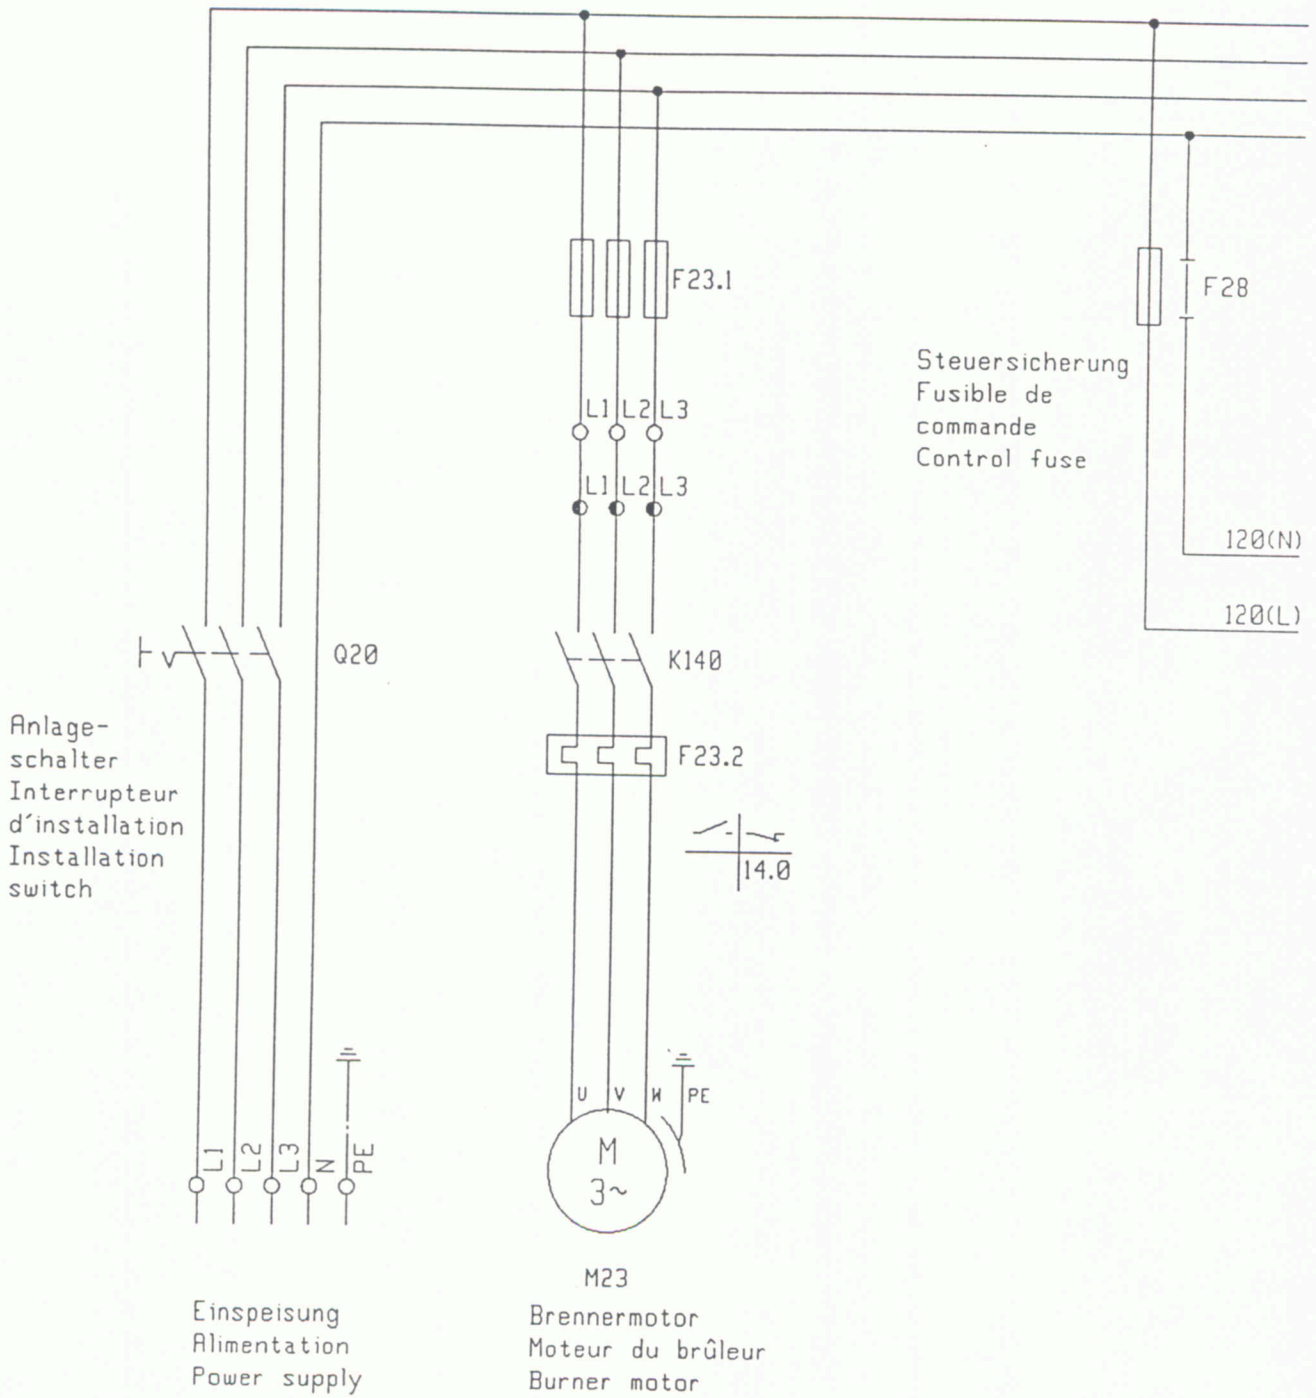 F23.1
F28
Steuersicherung
Fusible de
commande
Control fuse
L1 L2 L3
L1 L2 L3
120(N)
120(L)
Q20
K140
Anlage-
schalter
Interrupteur
d'installation
Installation
switch
F23.2
14.0
L1
L2
L3
N
PE
U V W PE
M
3~
M23
Einspeisung
Alimentation
Power supply
Brennermotor
Moteur du brûleur
Burner motor